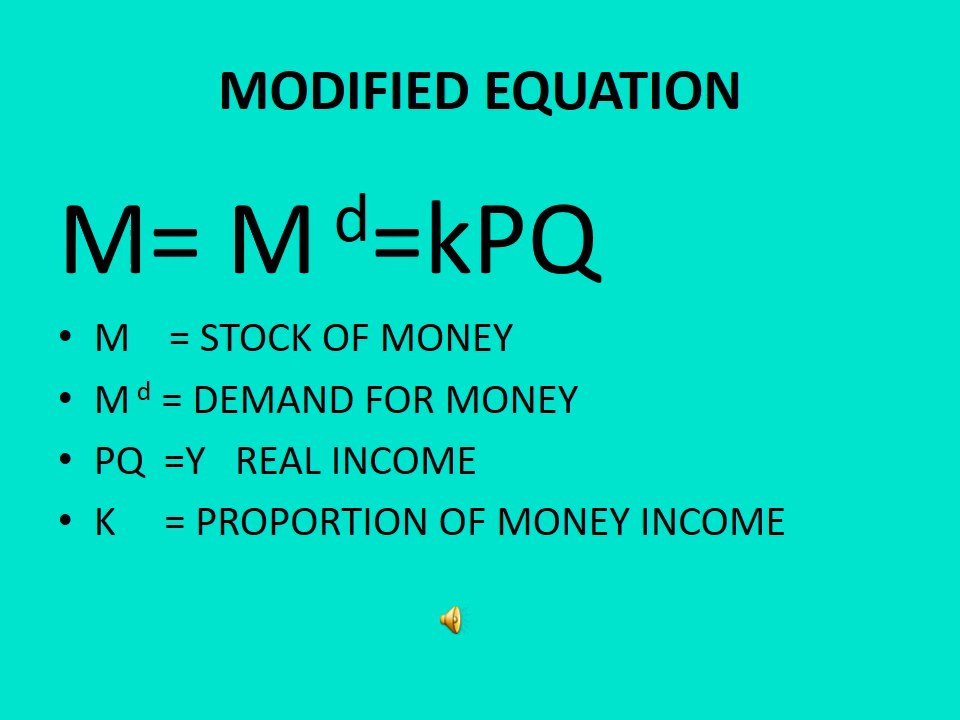 MODIFIED EQUATION
M= M ᵈ=kPQ
• M = STOCK OF MONEY
• M ᵈ = DEMAND FOR MONEY
• PQ =Y REAL INCOME
• K = PROPORTION OF MONEY INCOME